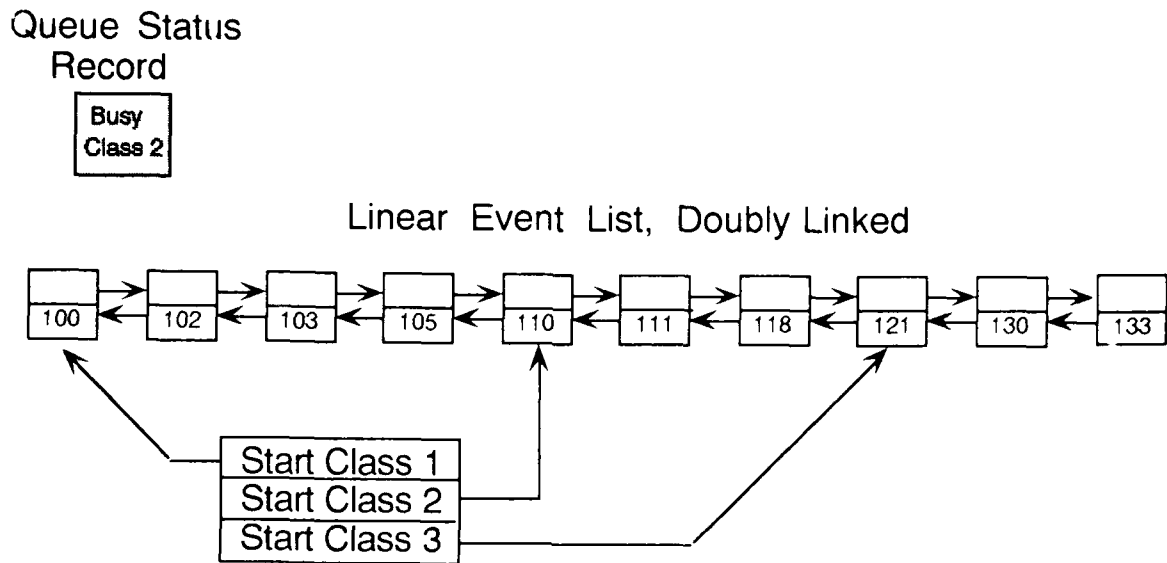 Queue Status
Record
Busy
Class 2
Linear Event List, Doubly Linked
100 102 103 105 110 111 118 121 130 133
Start Class 1
Start Class 2
Start Class 3